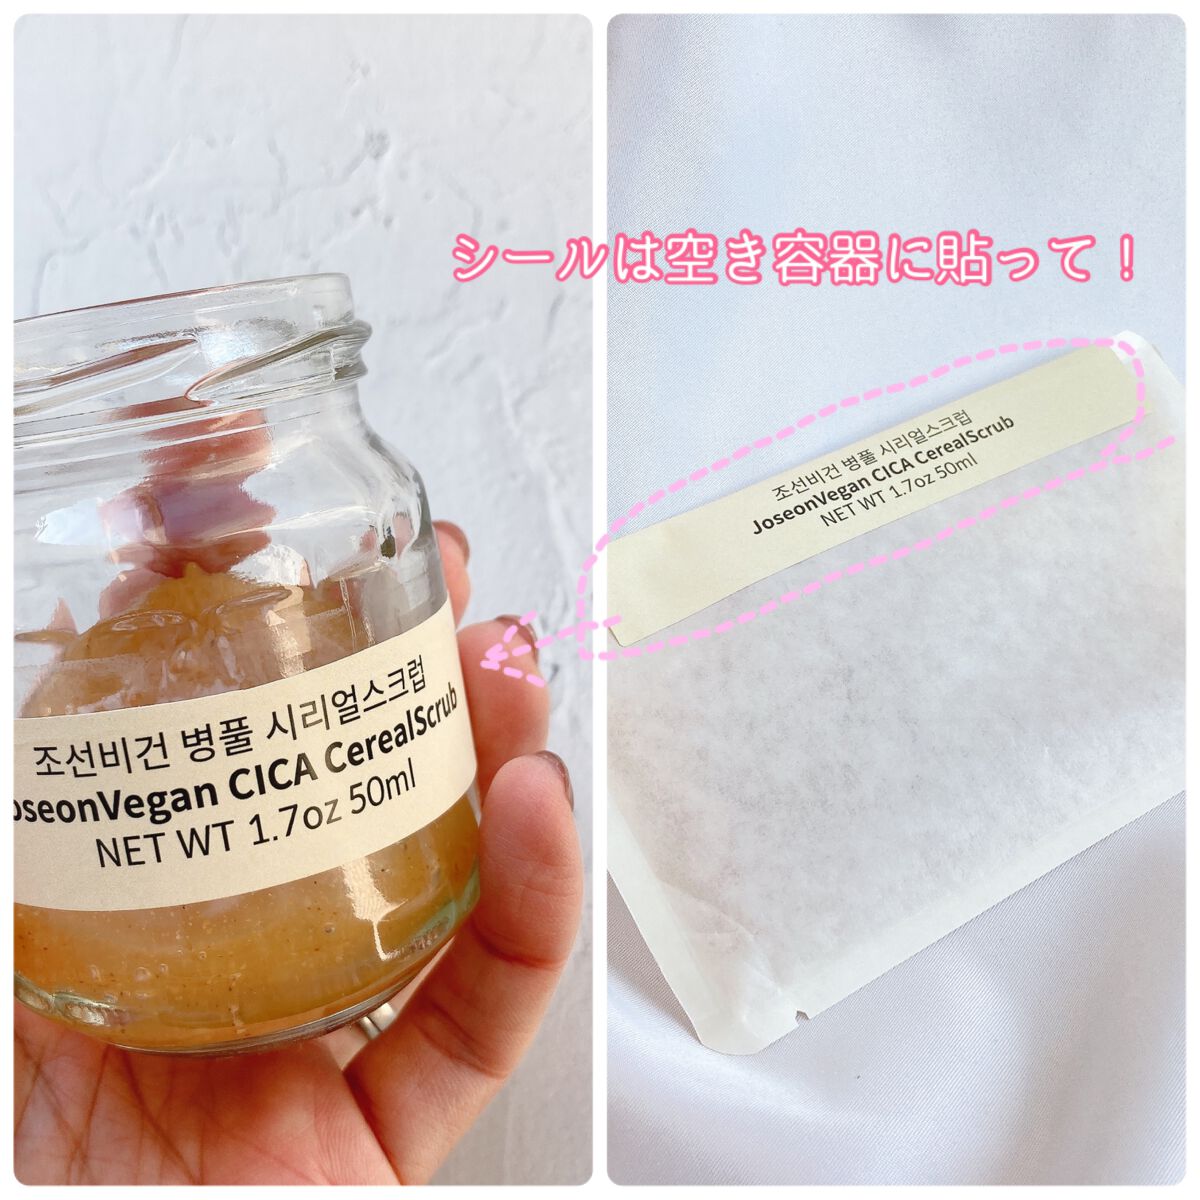 シールは空き容器に貼って！
조선비건 병풀 시리얼스크럽
oseonVegan CICA CerealScrub
NET WT 1.7oz 50ml
조선비건 병풀 시리얼스크럽
JoseonVegan CICA CerealScrub
NET WT 1.7oz 50ml